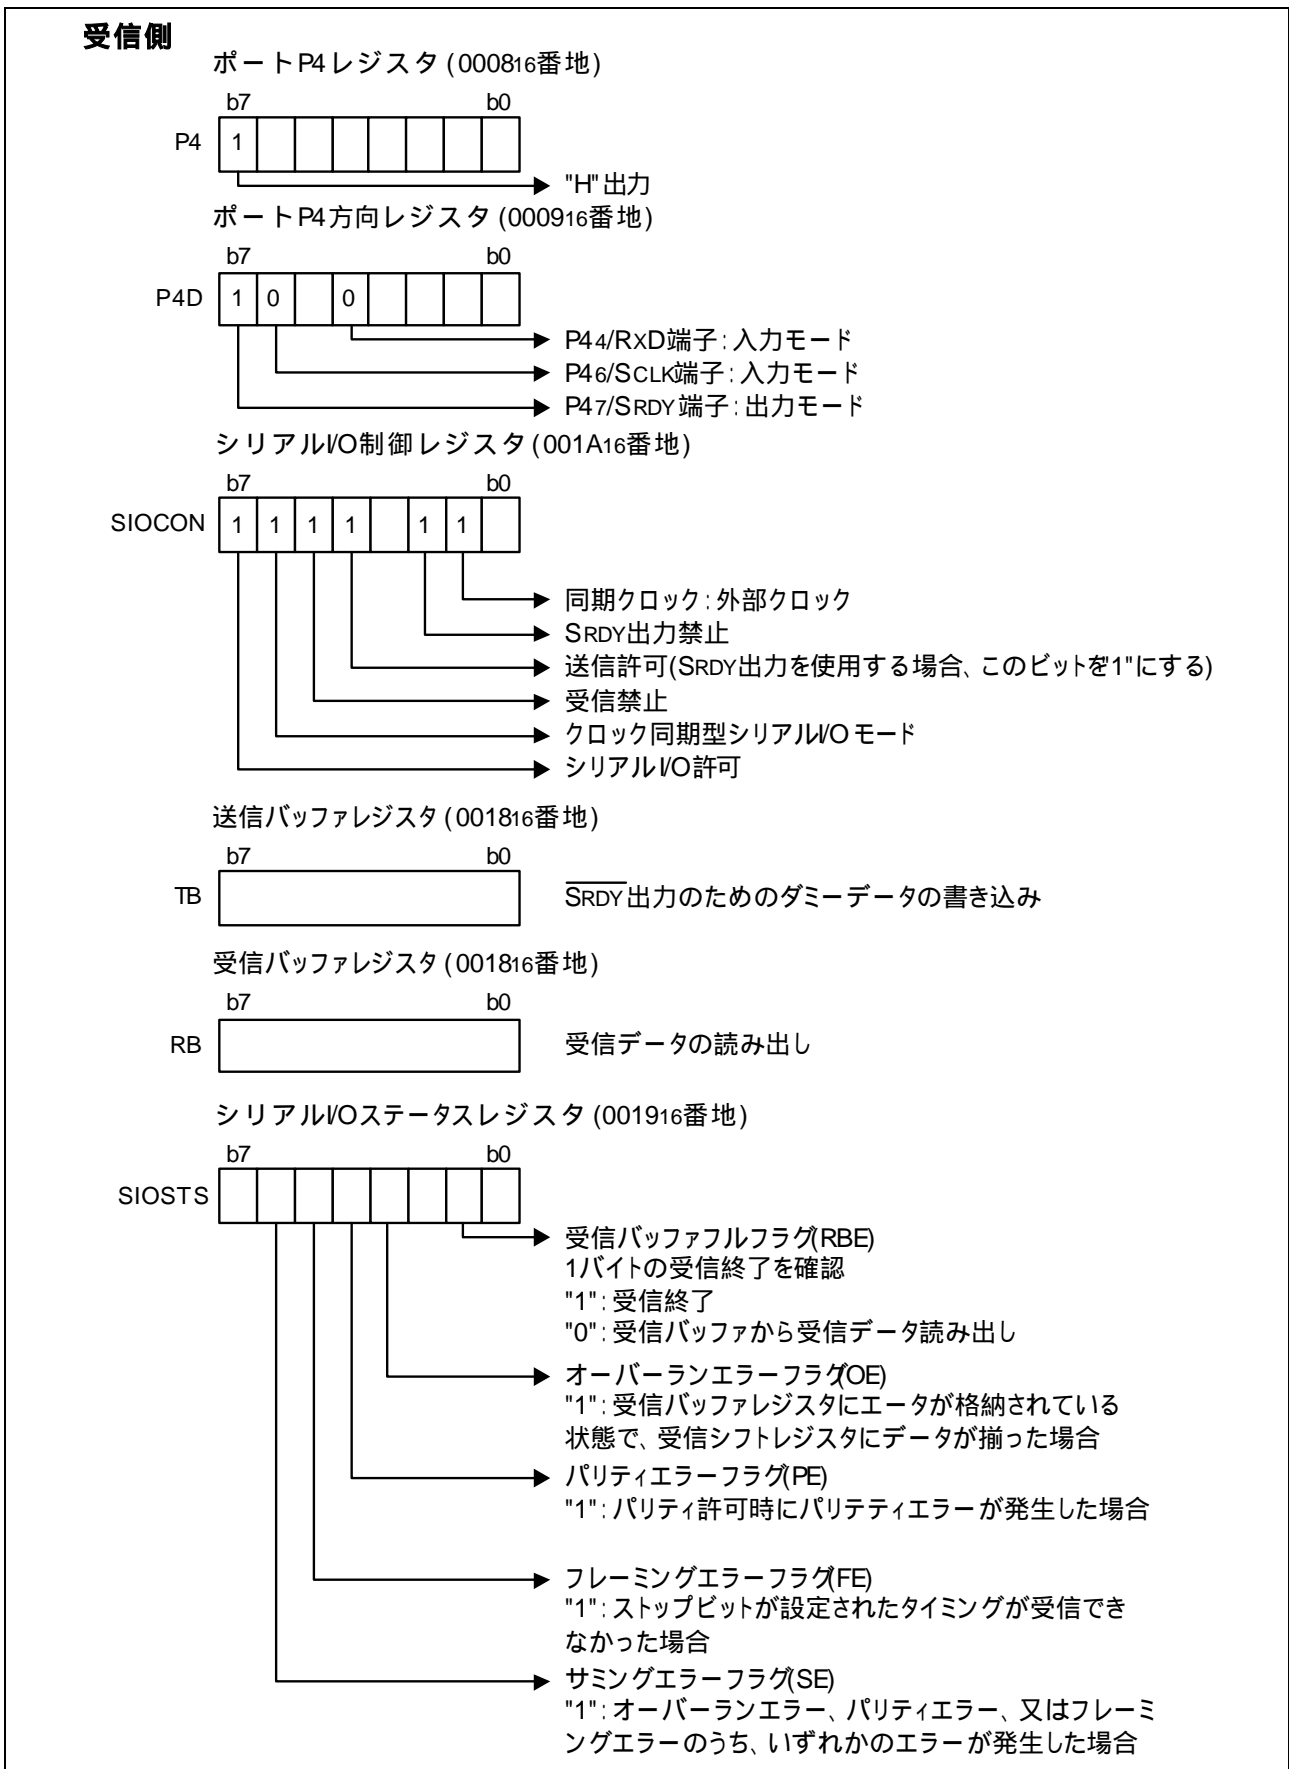 受信側
ポートP4レジスタ(000816番地)
b7 b0
P4 1
"H"出力
ポートP4方向レジスタ(000916番地)
b7 b0
P4D 1 0 0
P44/RXD端子:入力モード
P46/SCLK端子:入力モード
P47/SRDY端子:出力モード
シリアルI/O制御レジスタ(001A16番地)
b7 b0
SIOCON 1 1 1 1 1 1
同期クロック:外部クロック
SRDY出力禁止
送信許可(SRDY出力を使用する場合、このビットを"1"にする)
受信禁止
クロック同期型シリアルI/Oモード
シリアルI/O許可
送信バッファレジスタ(001816番地)
b7 b0
TB SRDY出力のためのダミーデータの書き込み
受信バッファレジスタ(001816番地)
b7 b0
RB 受信データの読み出し
シリアルI/Oステータスレジスタ(001916番地)
b7 b0
SIOSTS
受信バッファフルフラグ(RBE)
1バイトの受信終了を確認
"1":受信終了
"0":受信バッファから受信データ読み出し
オーバーランエラーフラグ(OE)
"1":受信バッファレジスタにエータが格納されている
状態で、受信シフトレジスタにデータが揃った場合
パリティエラーフラグ(PE)
"1":パリティ許可時にパリテティエラーが発生した場合
フレーミングエラーフラグ(FE)
"1":ストップビットが設定されたタイミングが受信でき
なかった場合
サミングエラーフラグ(SE)
"1":オーバーランエラー、パリティエラー、又はフレーミ
ングエラーのうち、いずれかのエラーが発生した場合